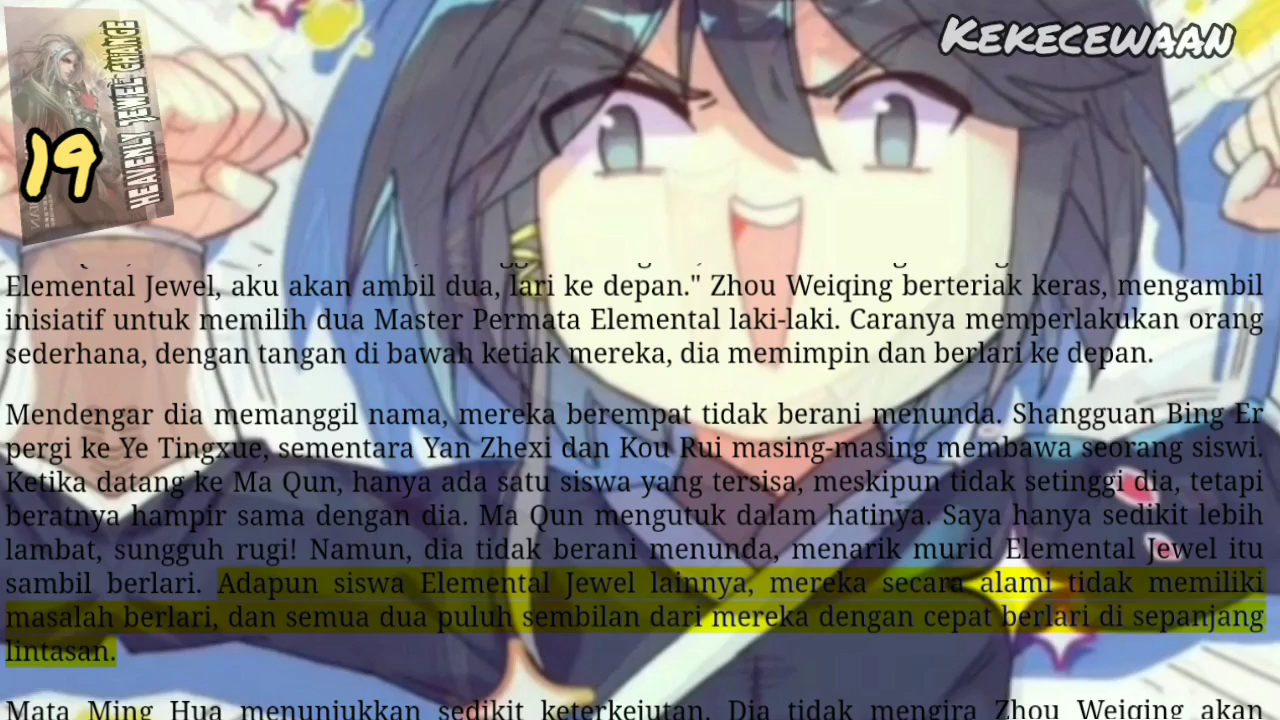 Kekecewaan
HEAVENLY JEWEL CHANGE
19
Elemental Jewel, aku akan ambil dua, lari ke depan." Zhou Weiqing berteriak keras, mengambil
inisiatif untuk memilih dua Master Permata Elemental laki-laki. Caranya memperlakukan orang
sederhana, dengan tangan di bawah ketiak mereka, dia memimpin dan berlari ke depan.
Mendengar dia memanggil nama, mereka berempat tidak berani menunda. Shangguan Bing Er
pergi ke Ye Tingxue, sementara Yan Zhexi dan Kou Rui masing-masing membawa seorang siswi.
Ketika datang ke Ma Qun, hanya ada satu siswa yang tersisa, meskipun tidak setinggi dia, tetapi
beratnya hampir sama dengan dia. Ma Qun mengutuk dalam hatinya. Saya hanya sedikit lebih
lambat, sungguh rugi! Namun, dia tidak berani menunda, menarik murid Elemental Jewel itu
sambil berlari. Adapun siswa Elemental Jewel lainnya, mereka secara alami tidak memiliki
masalah berlari, dan semua dua puluh sembilan dari mereka dengan cepat berlari di sepanjang
lintasan.
Mata Ming Hua menunjukkan sedikit keterkejutan. Dia tidak mengira Zhou Weiqing akan